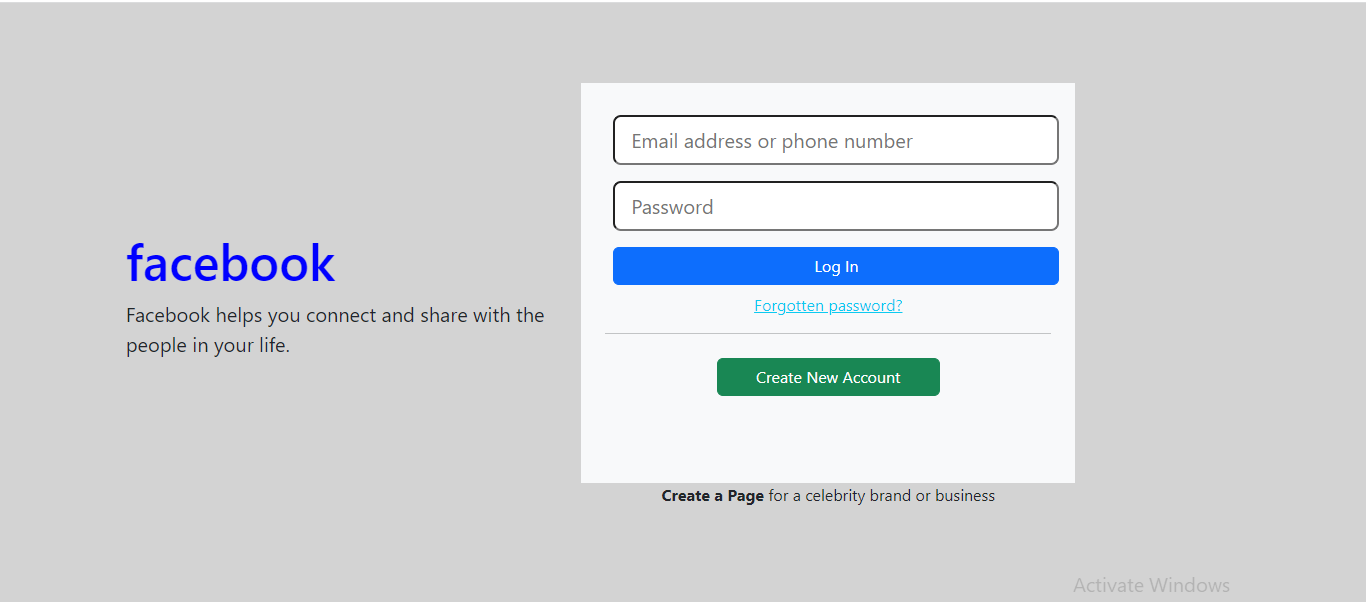 facebook
Facebook helps you connect and share with the
people in your life.
Email address or phone number
Password
Log In
Forgotten password?
Create New Account
Create a Page for a celebrity brand or business
Activate Windows